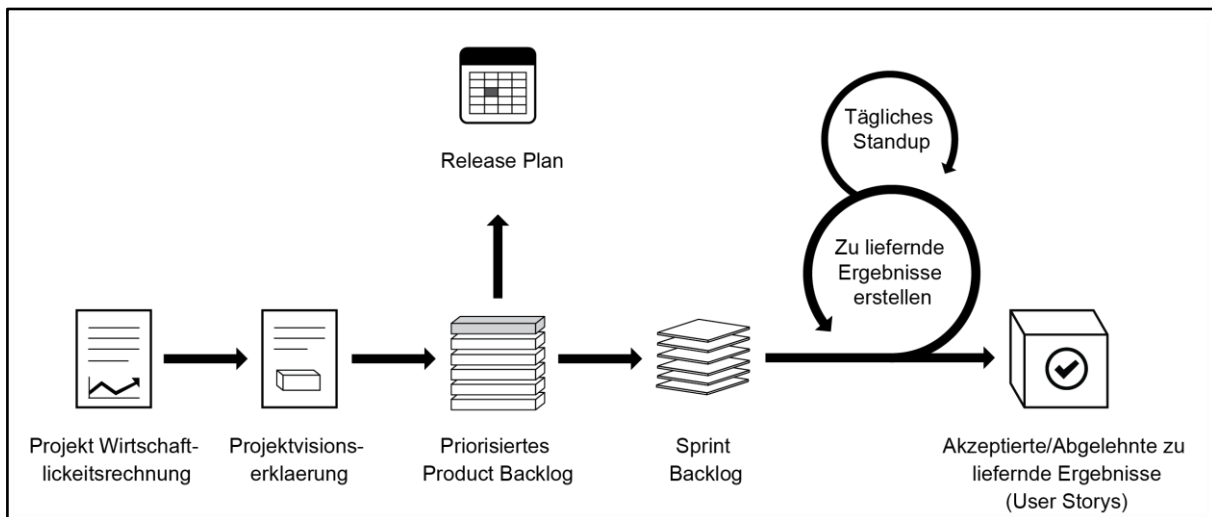 Release Plan
Tägliches
Standup
Zu liefernde
Ergebnisse
erstellen
Projekt Wirtschaft-
lickeitsrechnung
Projektvisions-
erklaerung
Priorisiertes
Product Backlog
Sprint
Backlog
Akzeptierte/Abgelehnte zu
liefernde Ergebnisse
(User Storys)